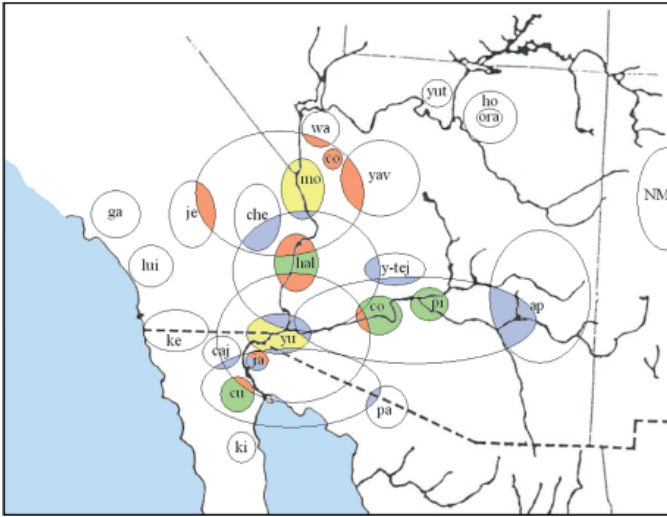 yut
ho
ora
wa
co
mo
yav
NM
ga
je
che
lui
hal
y-tej
co
pi
ap
ke
yu
caj
ja
cu
pa
ki